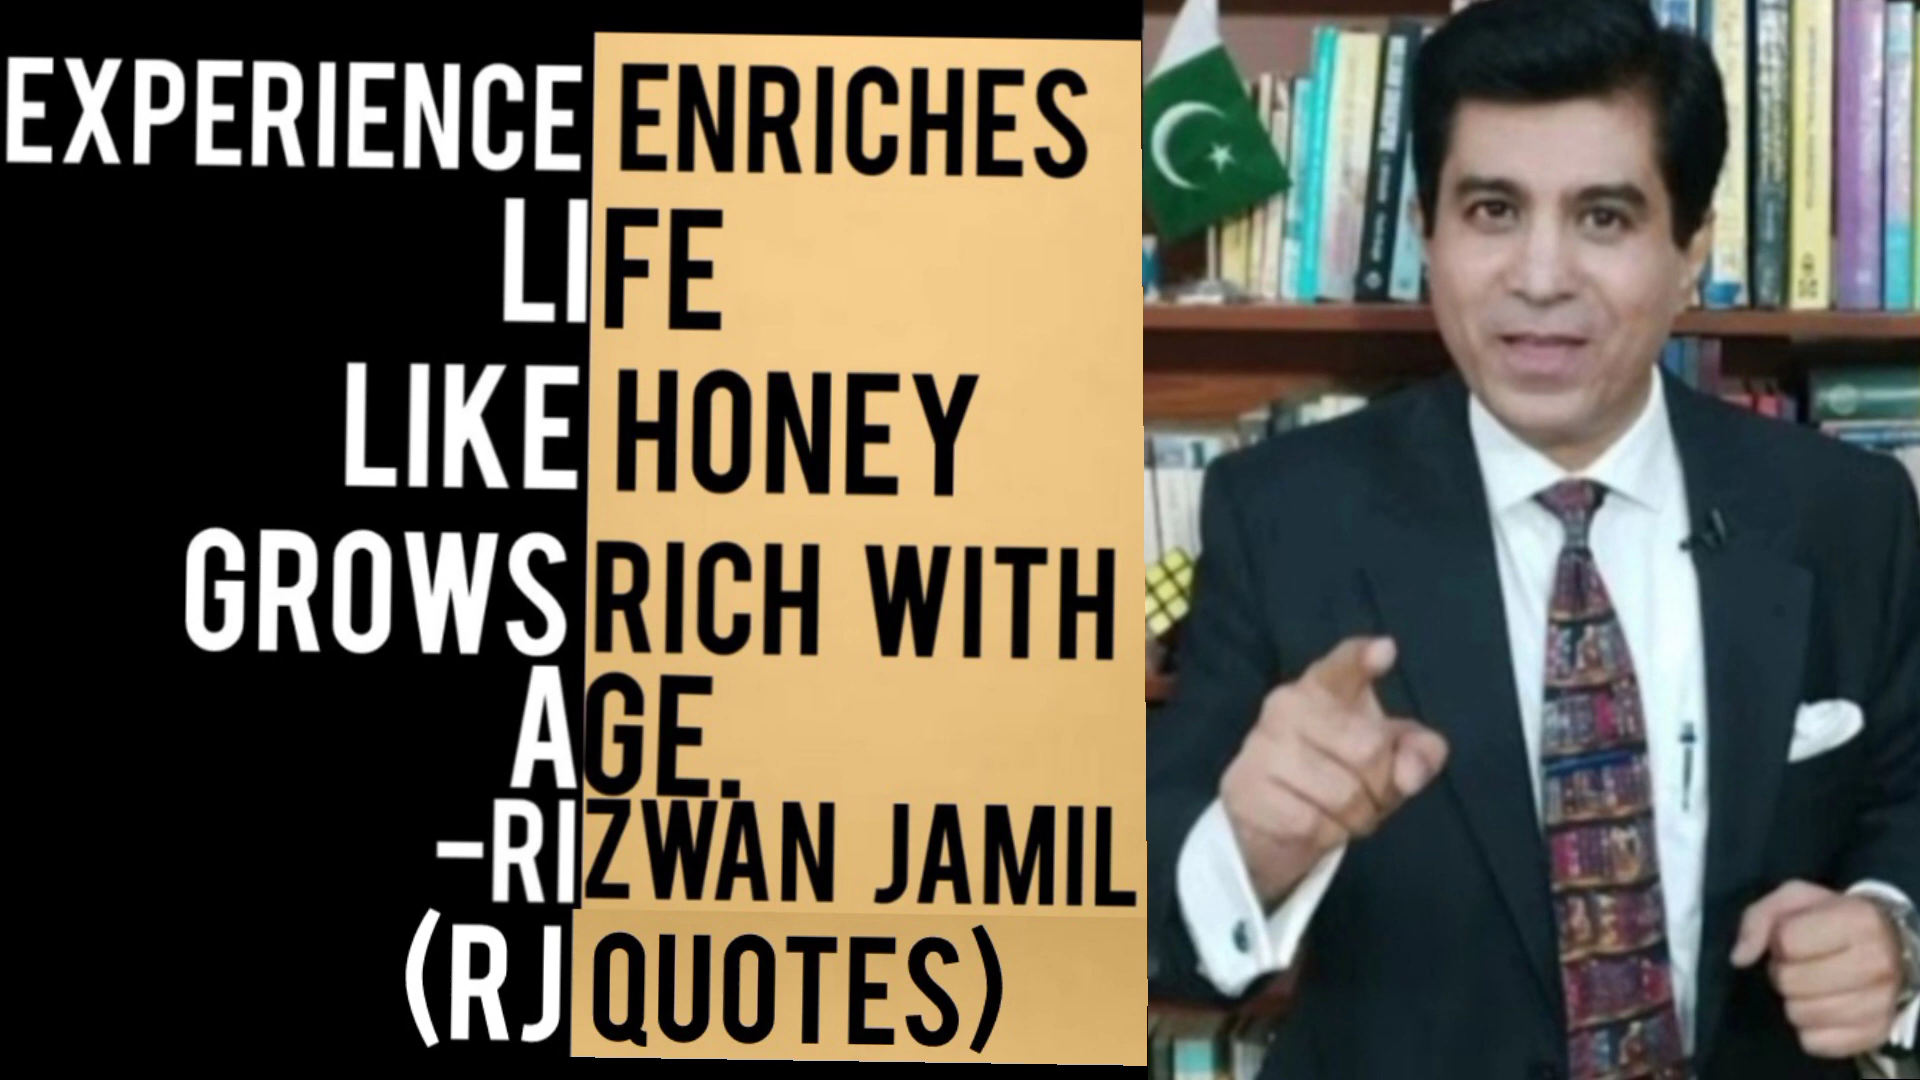 EXPERIENCE ENRICHES
LIFE
LIKE HONEY
GROWS RICH WITH
AGE.
-RIZWAN JAMIL
(RJ QUOTES)